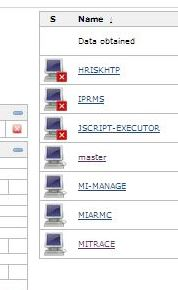 S Name ↓
Data obtained
HRISKHTP
IPRMS
JSCRIPT-EXECUTOR
master
MI-MANAGE
MIARMC
MITRACE